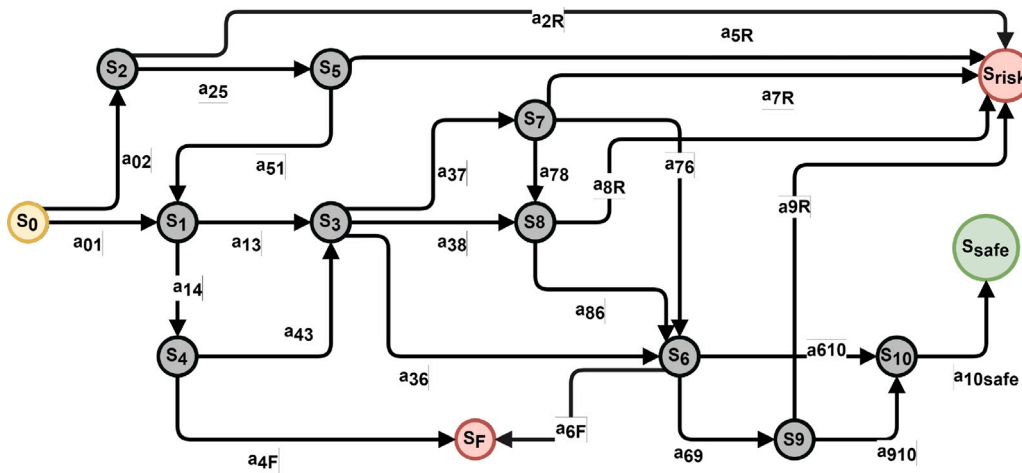 a2R
a5R
S2
S5
Srisk
a25
a7R
S7
a02
a51
a37
a78
a8R
a76
a9R
S0
S1
S3
S8
a01
a13
a38
Ssafe
a14
a86
a43
S4
S6
a610
S10
a36
a10safe
a6F
SF
S9
a4F
a69
a910